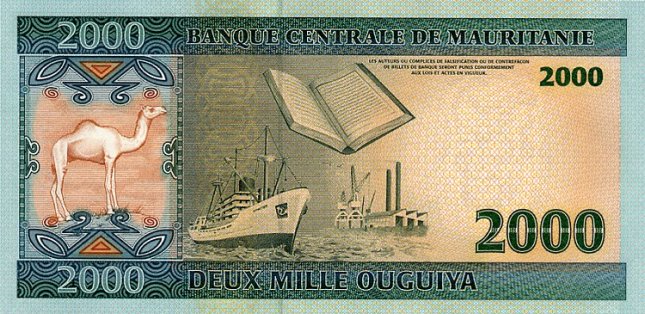 2000
BANQUE CENTRALE DE MAURITANIE
LES AUTEURS OU COMPLICES DE FALSIFICATION OU DE CONTREFAÇON
DE BILLETS DE BANQUE SERONT PUNIS CONFORMEMENT
AUX LOIS ET ACTES EN VIGUEUR.
2000
2000
2000
DEUX MILLE OUGUIYA